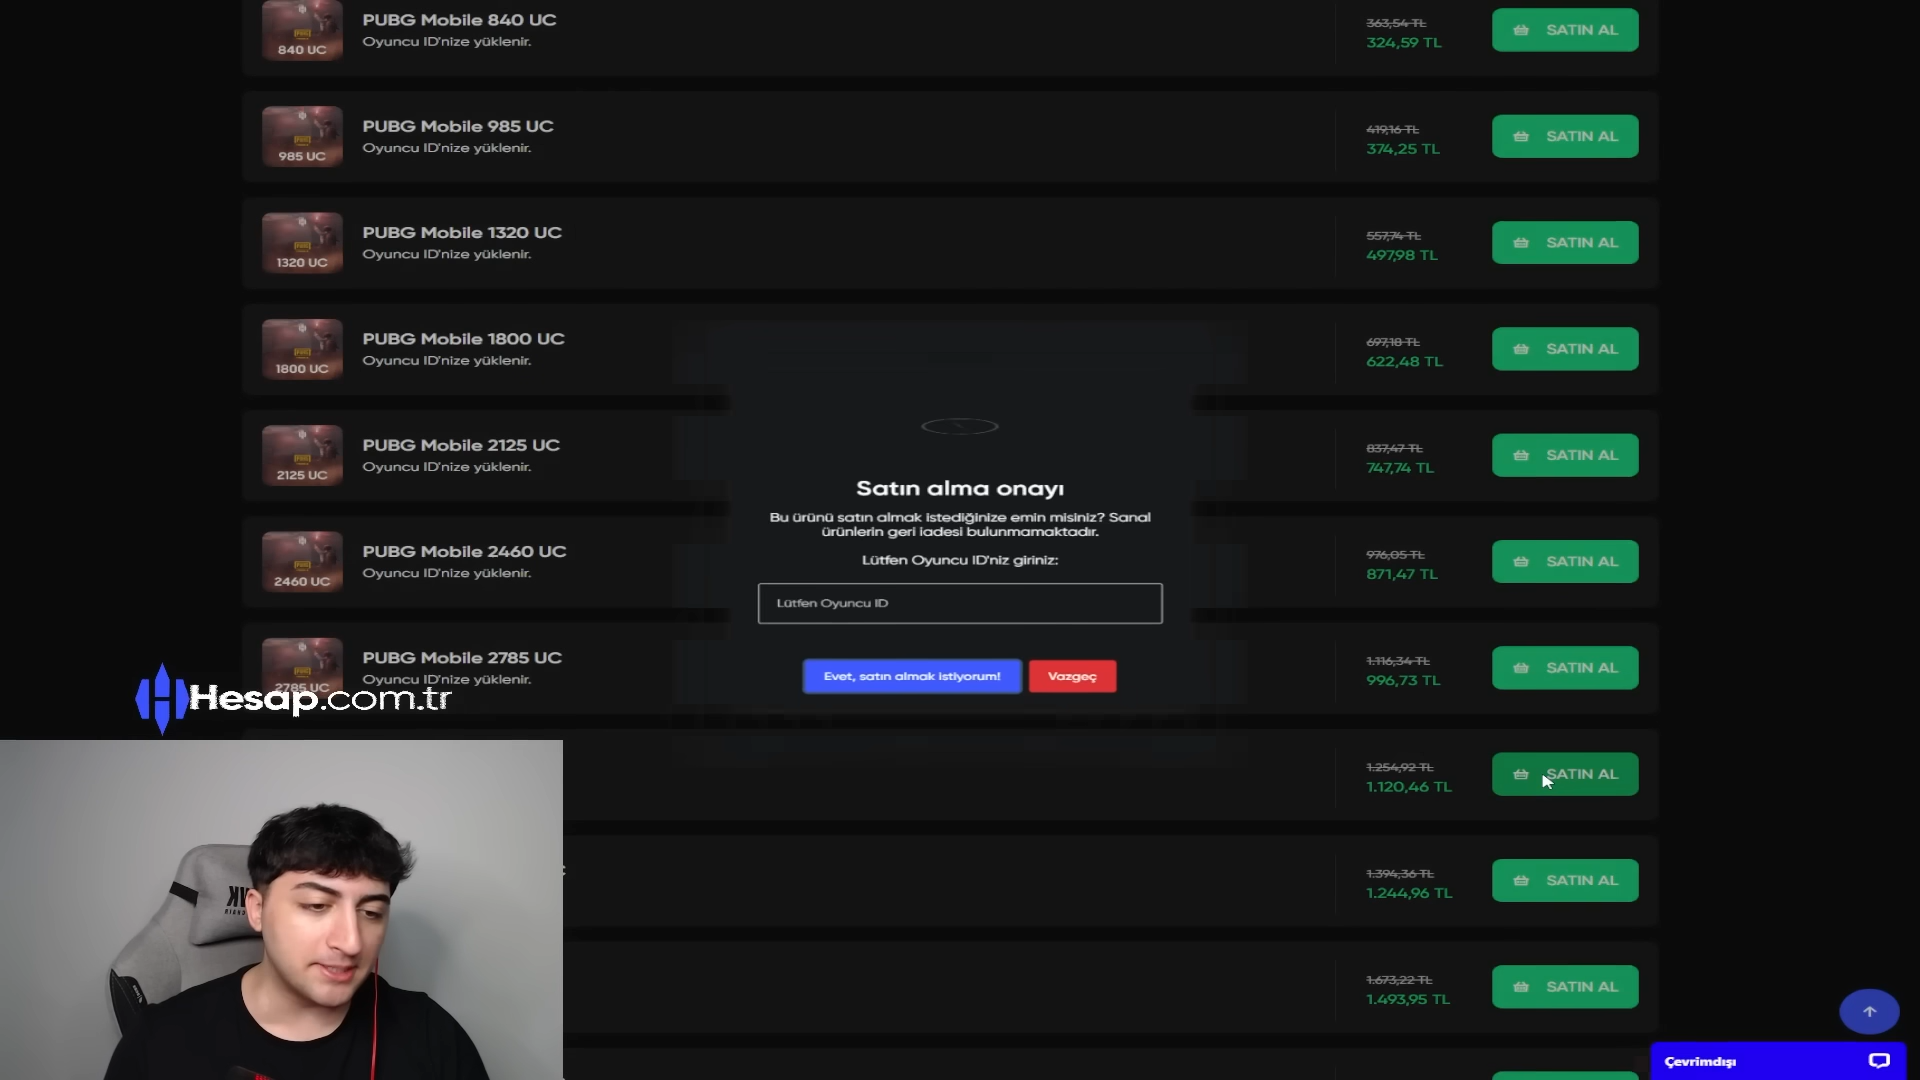 PUBG Mobile 840 UC
Oyuncu ID'nize yüklenir.
840 UC
363,54 TL
324,59 TL
SATIN AL
PUBG Mobile 985 UC
Oyuncu ID'nize yüklenir.
985 UC
419,16 TL
374,25 TL
SATIN AL
PUBG Mobile 1320 UC
Oyuncu ID'nize yüklenir.
1320 UC
557,74 TL
497,98 TL
SATIN AL
PUBG Mobile 1800 UC
Oyuncu ID'nize yüklenir.
1800 UC
697,18 TL
622,48 TL
SATIN AL
PUBG Mobile 2125 UC
Oyuncu ID'nize yüklenir.
2125 UC
837,47 TL
747,74 TL
SATIN AL
PUBG Mobile 2460 UC
Oyuncu ID'nize yüklenir.
2460 UC
976,05 TL
871,47 TL
SATIN AL
PUBG Mobile 2785 UC
Oyuncu ID'nize yüklenir.
2785 UC
1.116,34 TL
996,73 TL
SATIN AL
Satın alma onayı
Bu ürünü satın almak istediğinize emin misiniz? Sanal
ürünlerin geri iadesi bulunmamaktadır.
Lütfen Oyuncu ID'niz giriniz:
Lütfen Oyuncu ID
Evet, satın almak istiyorum!
Vazgeç
Hesap.com.tr
1.254,92 TL
1.120,46 TL
SATIN AL
1.394,36 TL
1.244,96 TL
SATIN AL
1.673,22 TL
1.493,95 TL
SATIN AL
Çevrimdışı